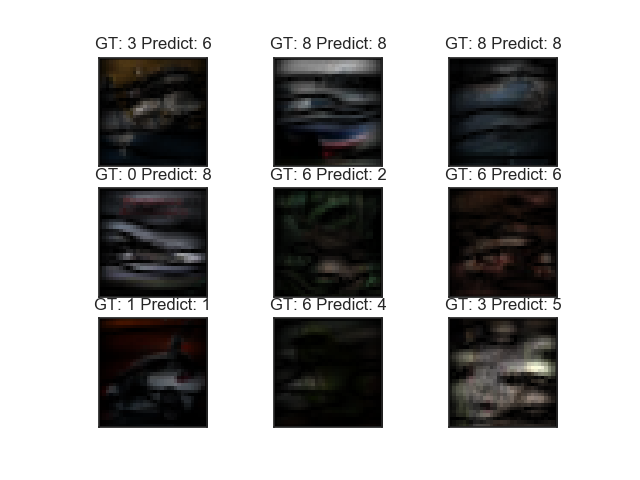 GT: 3 Predict: 6
GT: 8 Predict: 8
GT: 8 Predict: 8
GT: 0 Predict: 8
GT: 6 Predict: 2
GT: 6 Predict: 6
GT: 1 Predict: 1
GT: 6 Predict: 4
GT: 3 Predict: 5